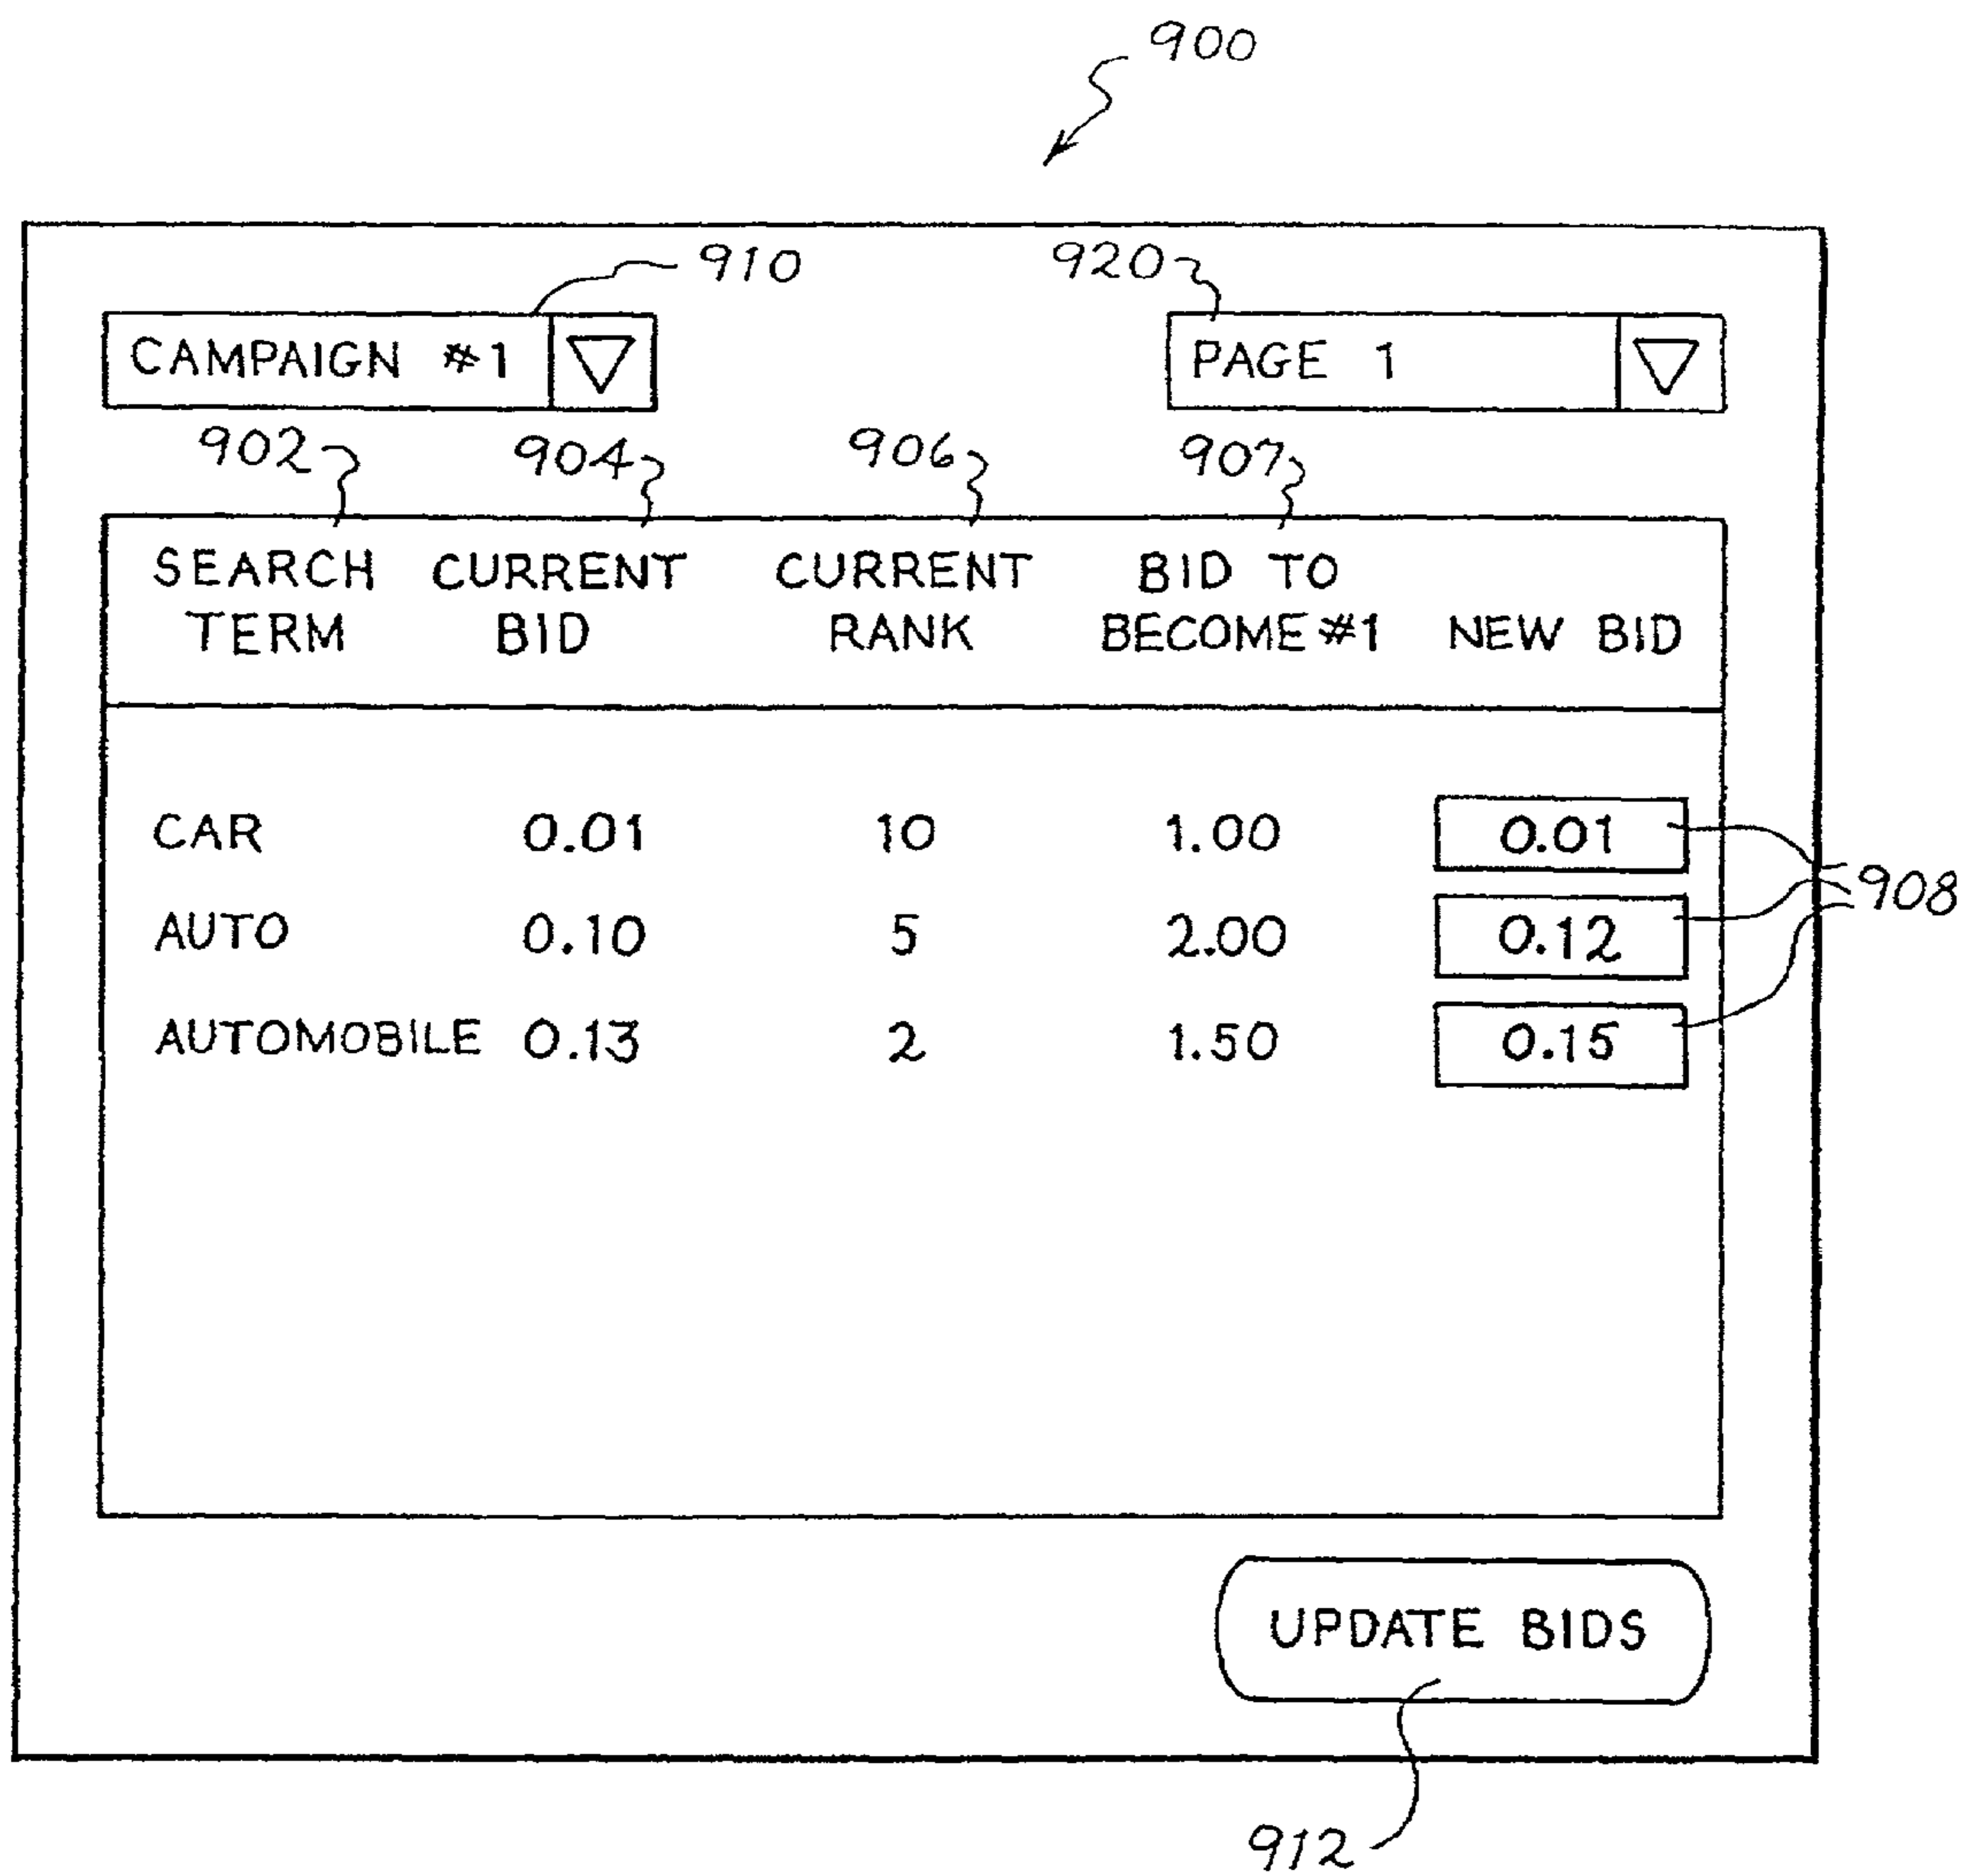 900
910
920
CAMPAIGN #1
PAGE 1
902
904
906
907
SEARCH TERM
CURRENT BID
CURRENT RANK
BID TO BECOME #1
NEW BID
CAR 0.01 10 1.00 0.01
AUTO 0.10 5 2.00 0.12
AUTOMOBILE 0.13 2 1.50 0.15
908
UPDATE BIDS
912